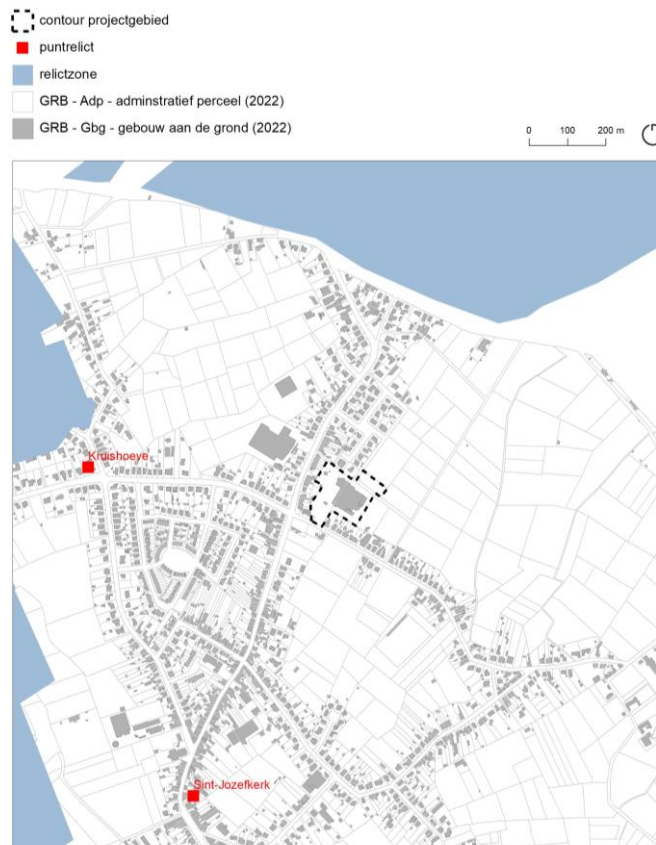 contour projectgebied
puntrelict
relictzone
GRB - Adp - adminstratief perceel (2022)
GRB - Gbg - gebouw aan de grond (2022)
0 100 200 m
Kruishoeye
Sint-Jozefkerk